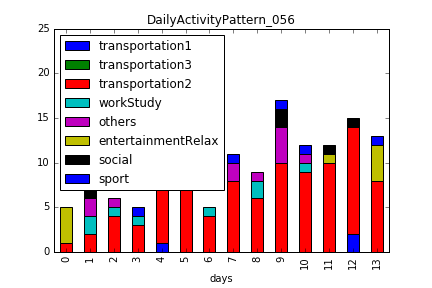 DailyActivityPattern_056
25
20
15
10
5
0
transportation1
transportation3
transportation2
workStudy
others
entertainmentRelax
social
sport
0 1 2 3 4 5 6 7 8 9 10 11 12 13
days